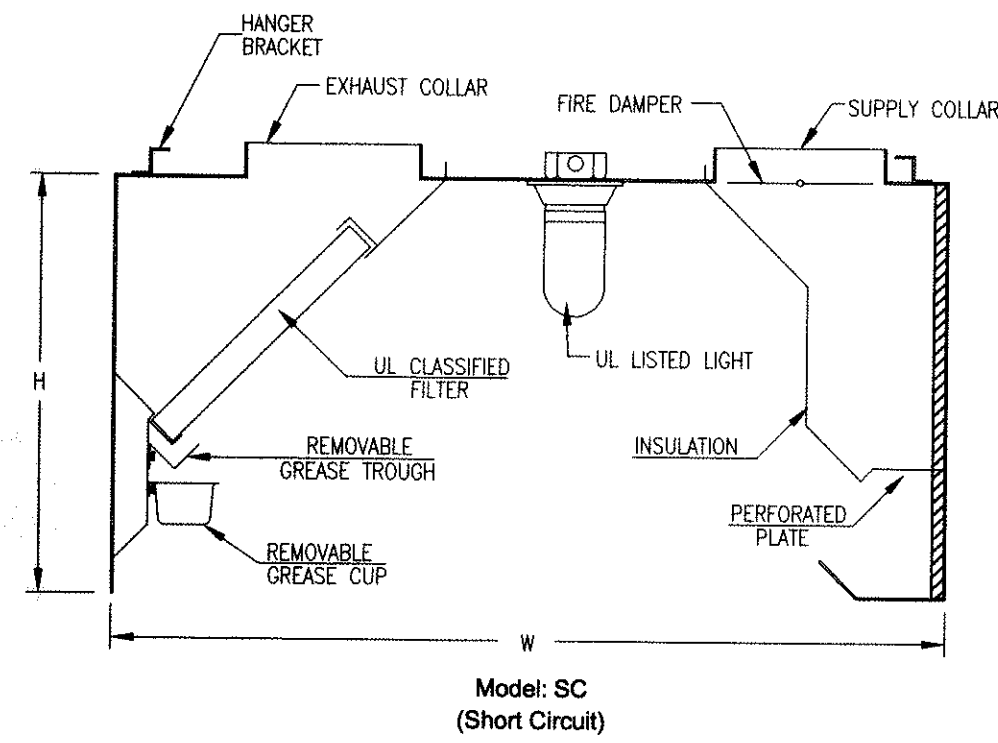 HANGER
BRACKET
EXHAUST COLLAR
FIRE DAMPER
SUPPLY COLLAR
H
UL CLASSIFIED
FILTER
UL LISTED LIGHT
REMOVABLE
GREASE TROUGH
INSULATION
PERFORATED
PLATE
REMOVABLE
GREASE CUP
W
Model: SC
(Short Circuit)